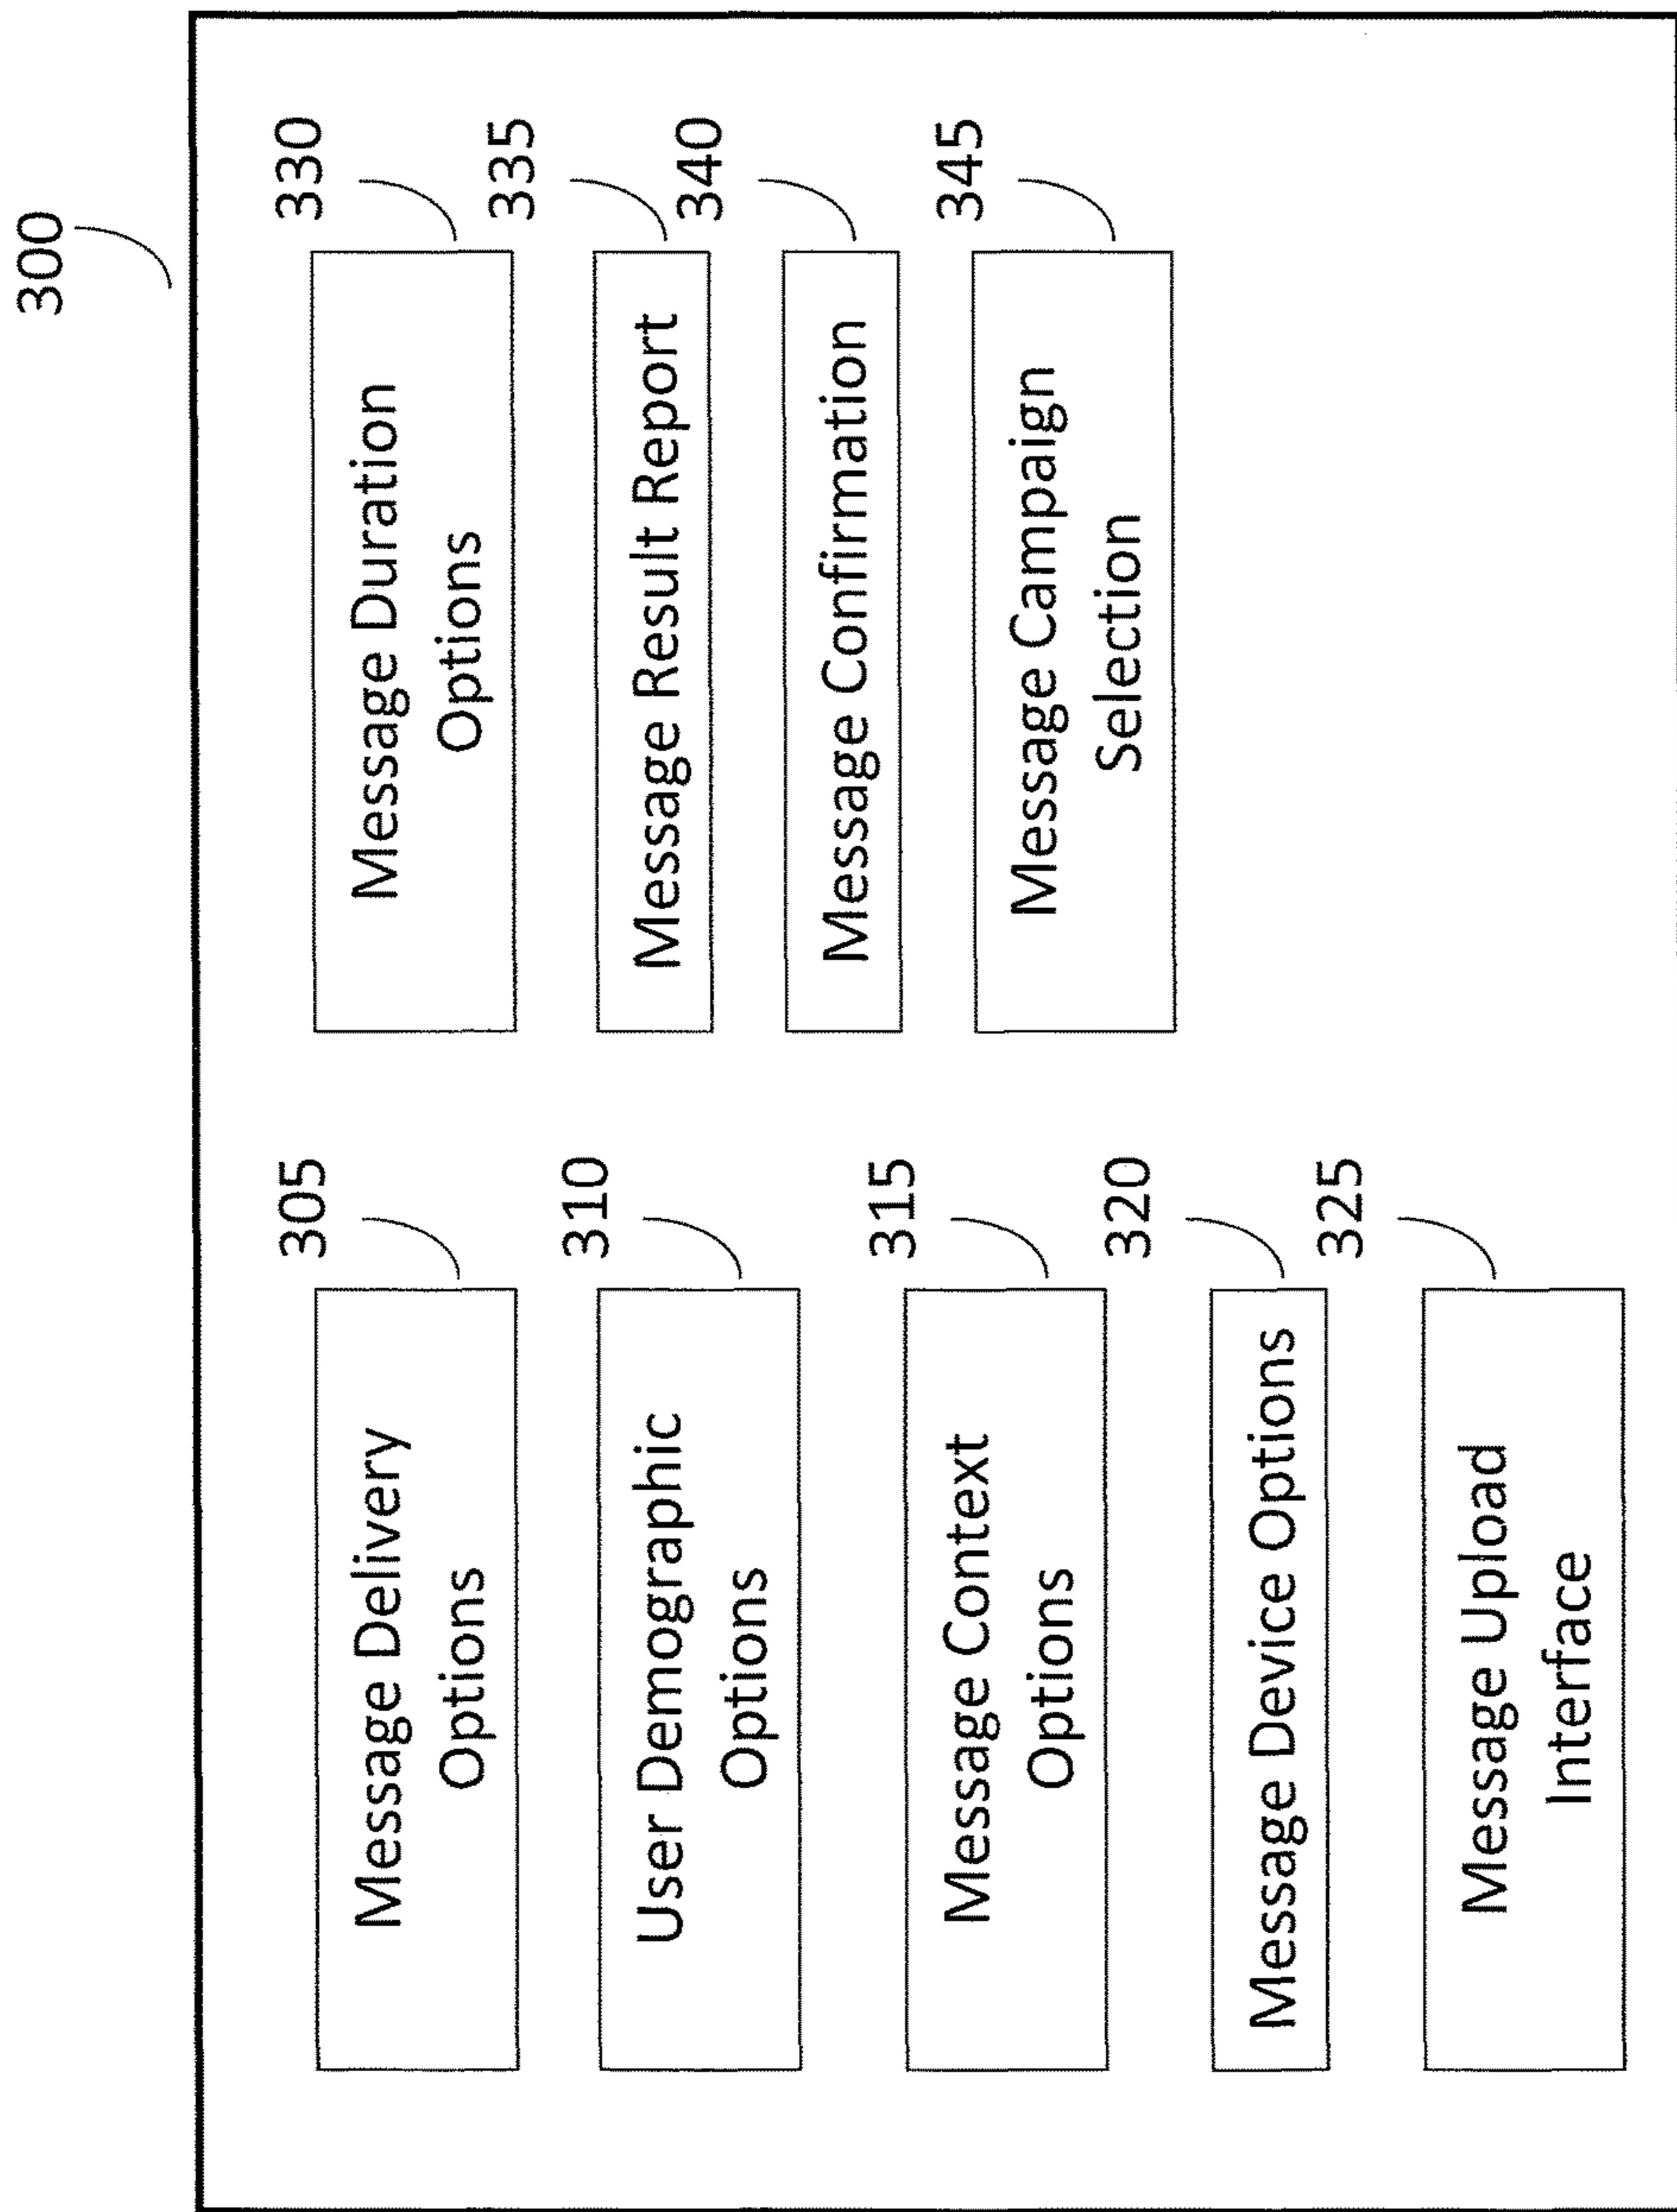 300
305
Message Delivery
Options
310
User Demographic
Options
315
Message Context
Options
320
Message Device Options
325
Message Upload
Interface
330
Message Duration
Options
335
Message Result Report
340
Message Confirmation
345
Message Campaign
Selection